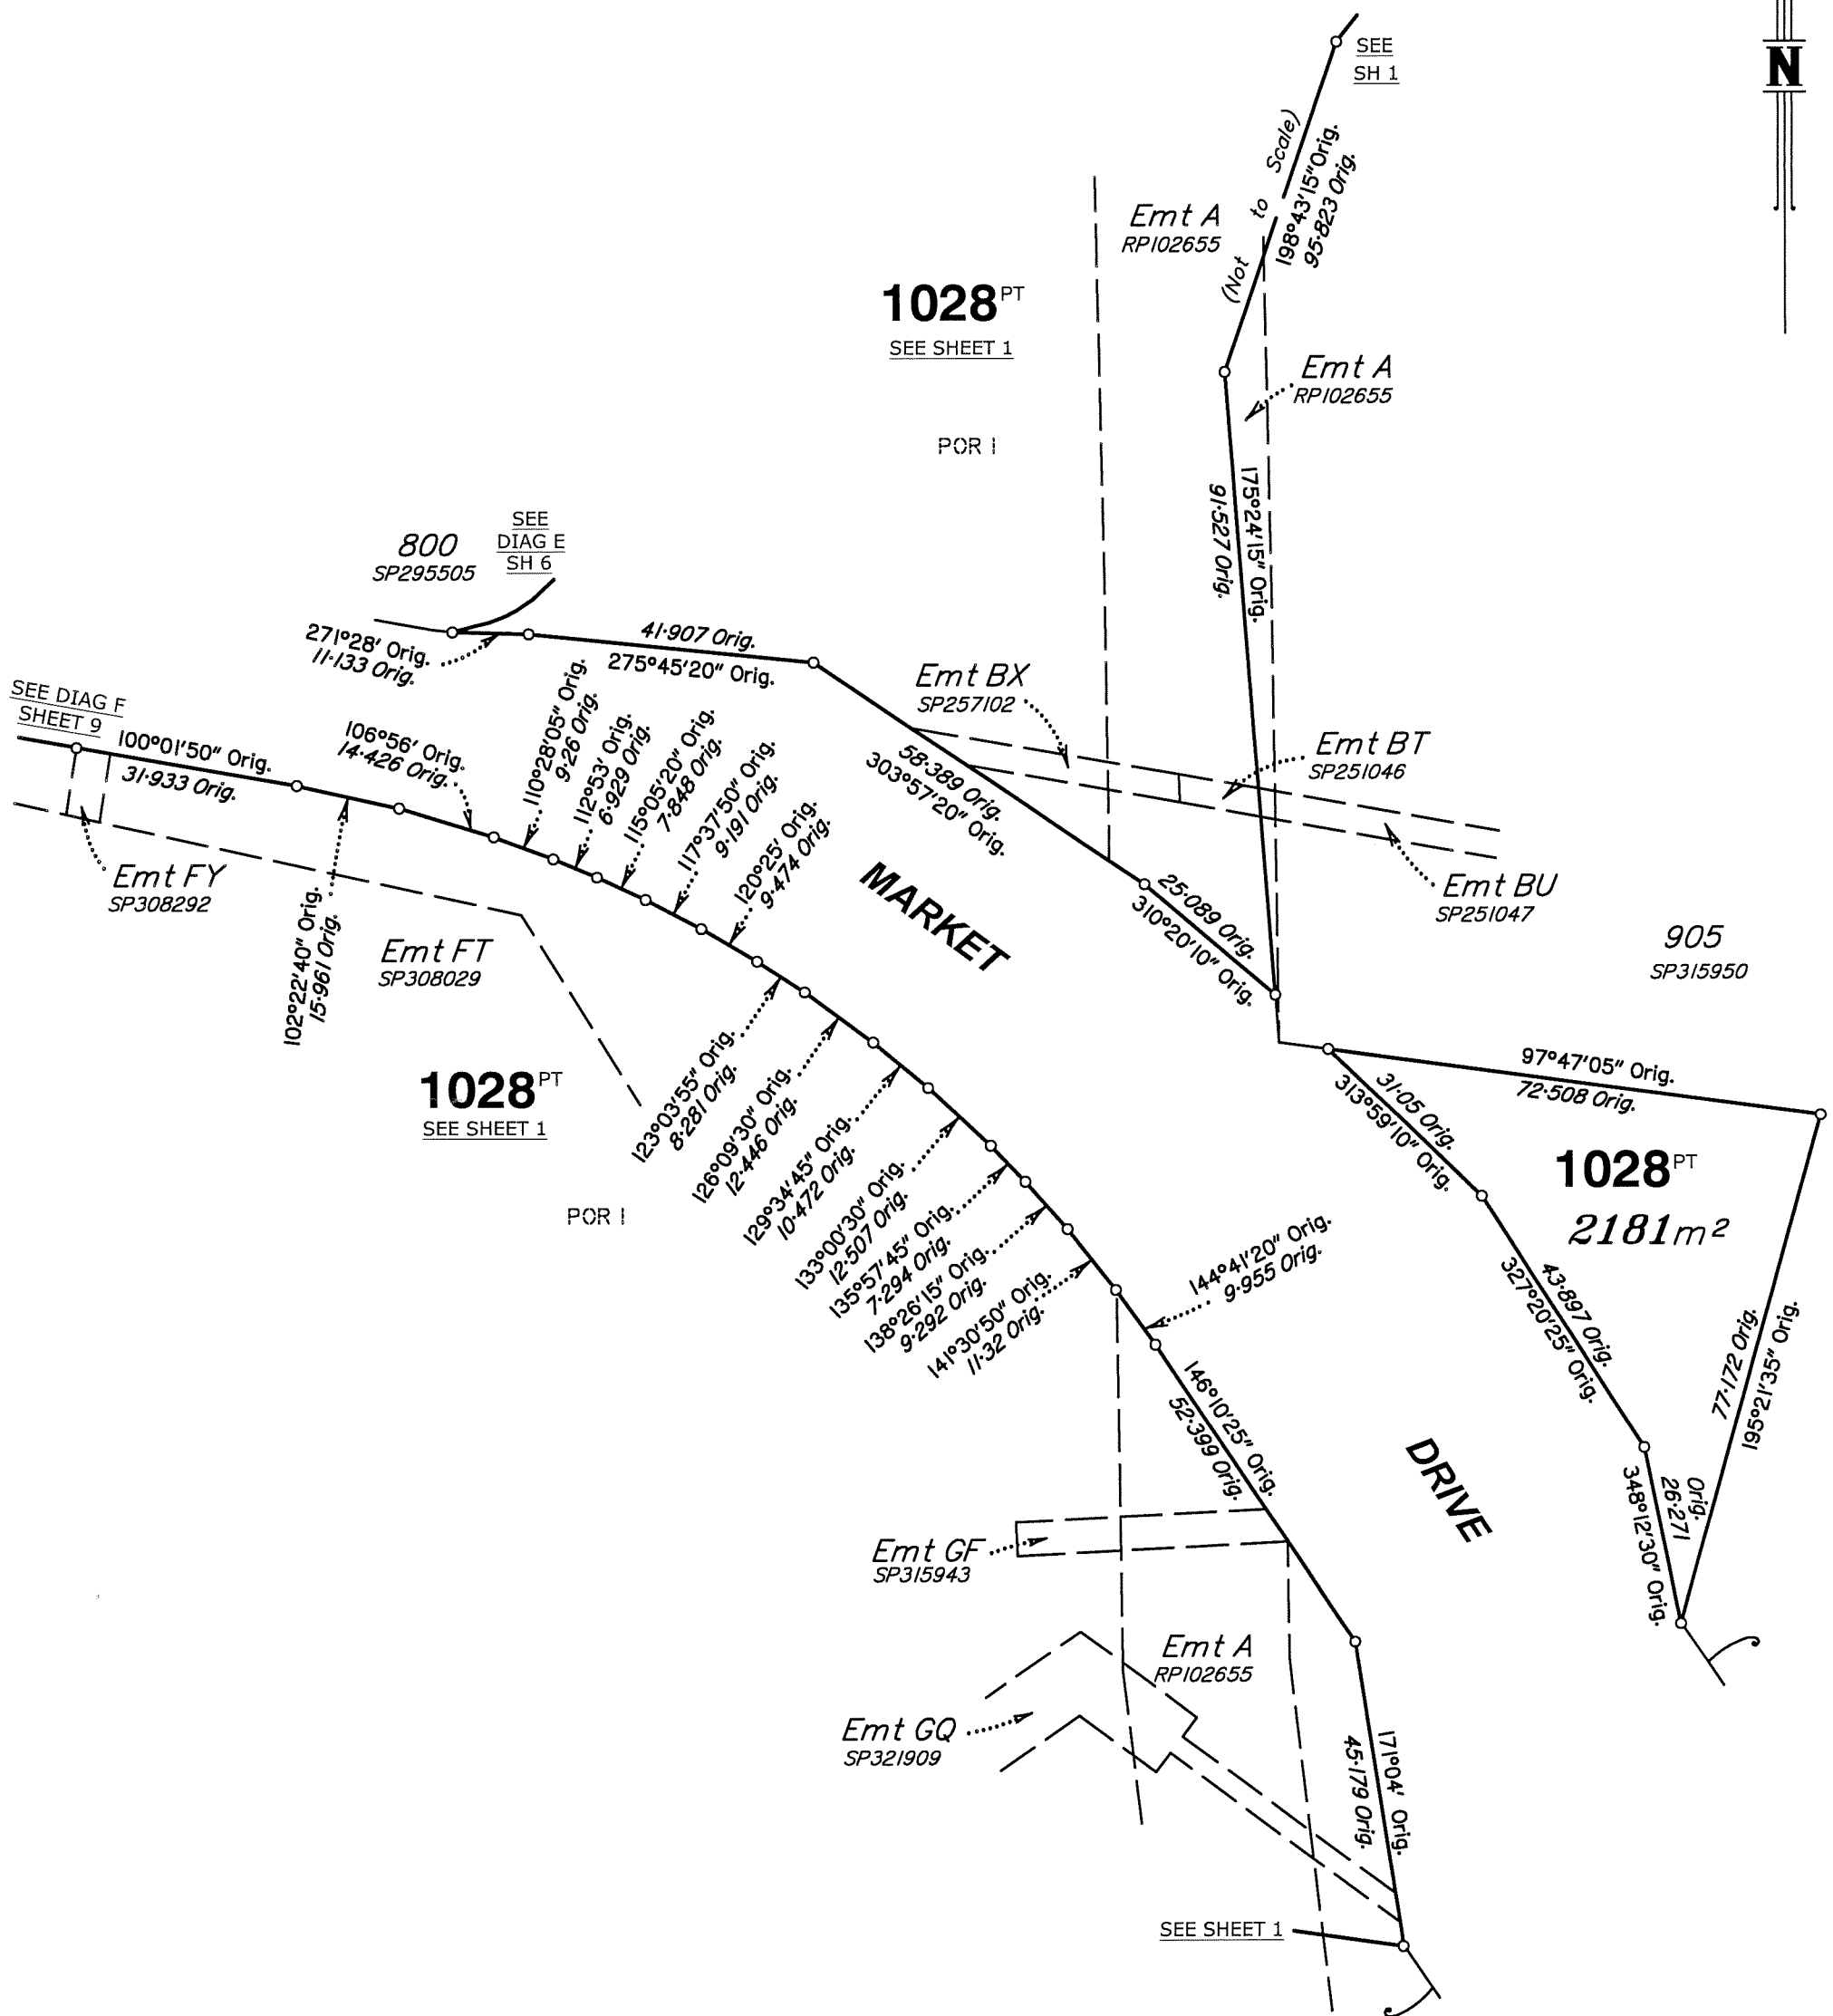 N
SEE
SH 1
(Not to Scale)
198°43'15" Orig.
95·823 Orig.
Emt A
RP102655
1028 PT
SEE SHEET 1
Emt A
RP102655
POR 1
175°24'15" Orig.
91·527 Orig.
800
SP295505
SEE
DIAG E
SH 6
271°28' Orig.
11·133 Orig.
41·907 Orig.
275°45'20" Orig.
Emt BX
SP257102
SEE DIAG F
SHEET 9
100°01'50" Orig.
31·933 Orig.
106°56' Orig.
14·426 Orig.
110°28'05" Orig.
9·26 Orig.
112°53' Orig.
6·929 Orig.
115°05'20" Orig.
7·848 Orig.
117°37'50" Orig.
9·191 Orig.
120°25' Orig.
9·474 Orig.
58·389 Orig.
303°57'20" Orig.
Emt BT
SP251046
Emt FY
SP308292
102°22'40" Orig.
15·961 Orig.
Emt FT
SP308029
MARKET
25·089 Orig.
310°20'10" Orig.
Emt BU
SP251047
905
SP315950
1028 PT
SEE SHEET 1
POR 1
123°03'55" Orig.
8·281 Orig.
126°09'30" Orig.
12·446 Orig.
129°34'45" Orig.
10·472 Orig.
133°00'30" Orig.
12·507 Orig.
135°57'45" Orig.
7·294 Orig.
138°26'15" Orig.
9·292 Orig.
141°30'50" Orig.
11·32 Orig.
144°41'20" Orig.
9·955 Orig.
97°47'05" Orig.
72·508 Orig.
31·05 Orig.
313°59'10" Orig.
1028 PT
2181 m²
43·897 Orig.
327°20'25" Orig.
77·172 Orig.
195°21'35" Orig.
146°10'25" Orig.
52·399 Orig.
DRIVE
Orig.
26·271
348°12'30" Orig.
Emt GF
SP315943
Emt A
RP102655
Emt GQ
SP321909
171°04' Orig.
45·179 Orig.
SEE SHEET 1